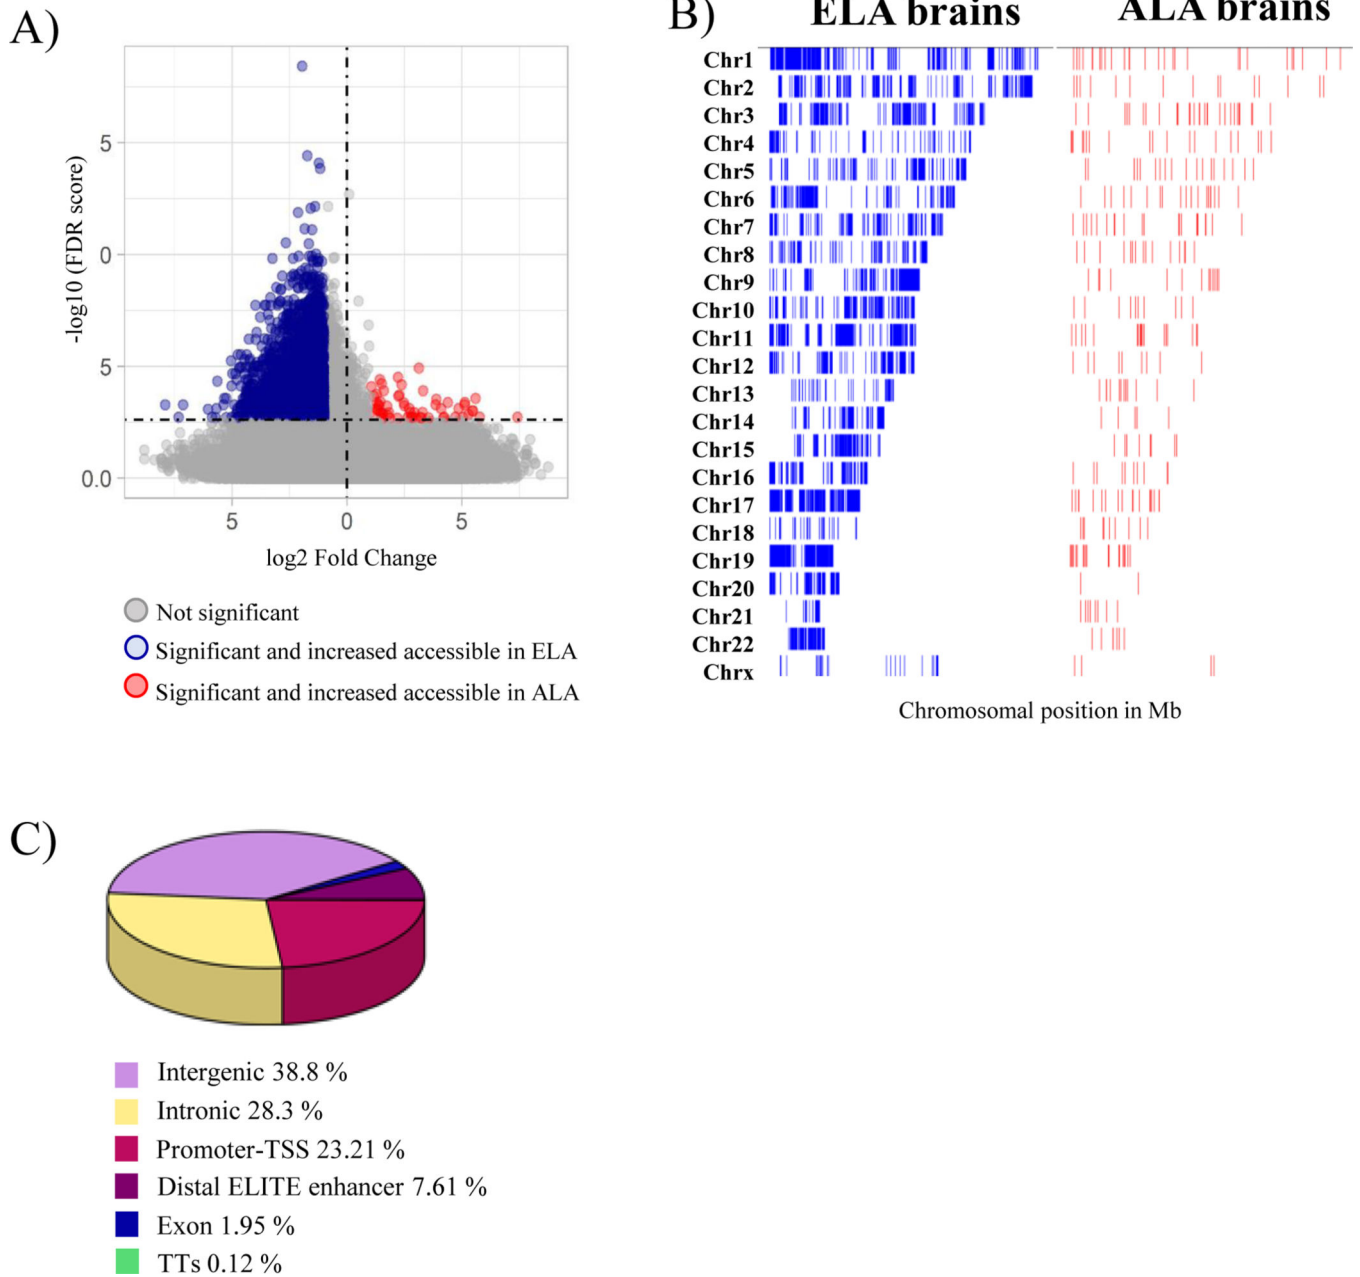 A)
-log10 (FDR score)
5
0
5
0.0
5
0
5
log2 Fold Change
Not significant
Significant and increased accessible in ELA
Significant and increased accessible in ALA
B)
ELA brains
ALA brains
Chr1
Chr2
Chr3
Chr4
Chr5
Chr6
Chr7
Chr8
Chr9
Chr10
Chr11
Chr12
Chr13
Chr14
Chr15
Chr16
Chr17
Chr18
Chr19
Chr20
Chr21
Chr22
Chrx
Chromosomal position in Mb
C)
Intergenic 38.8 %
Intronic 28.3 %
Promoter-TSS 23.21 %
Distal ELITE enhancer 7.61 %
Exon 1.95 %
TTs 0.12 %